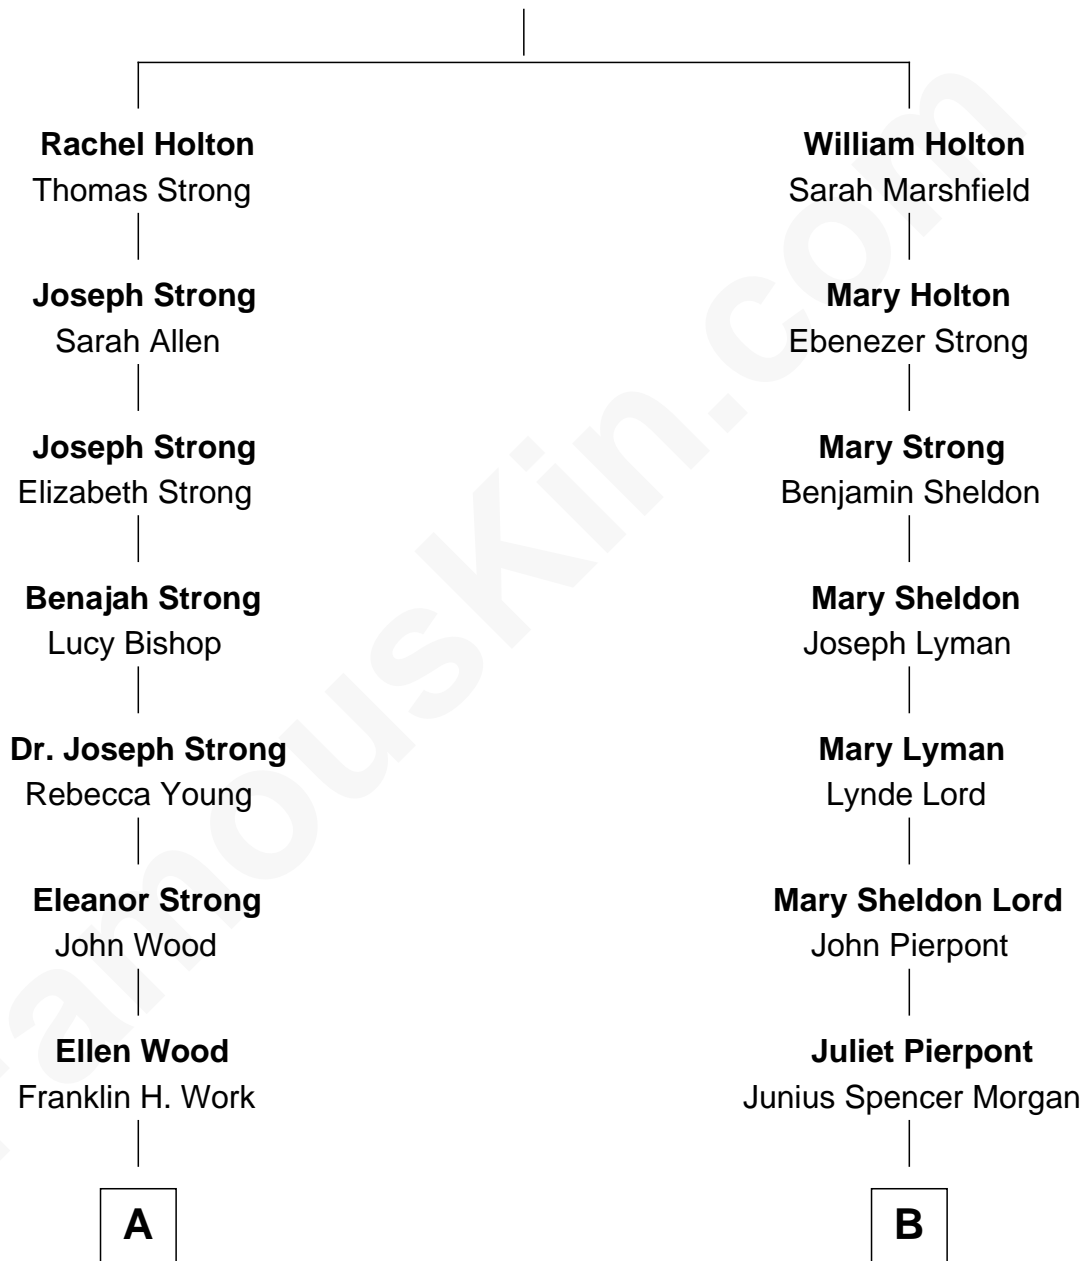 Rachel Holton
Thomas Strong
Joseph Strong
Sarah Allen
Joseph Strong
Elizabeth Strong
Benajah Strong
Lucy Bishop
Dr. Joseph Strong
Rebecca Young
Eleanor Strong
John Wood
Ellen Wood
Franklin H. Work
A
William Holton
Sarah Marshfield
Mary Holton
Ebenezer Strong
Mary Strong
Benjamin Sheldon
Mary Sheldon
Joseph Lyman
Mary Lyman
Lynde Lord
Mary Sheldon Lord
John Pierpont
Juliet Pierpont
Junius Spencer Morgan
B
FamousKin.com